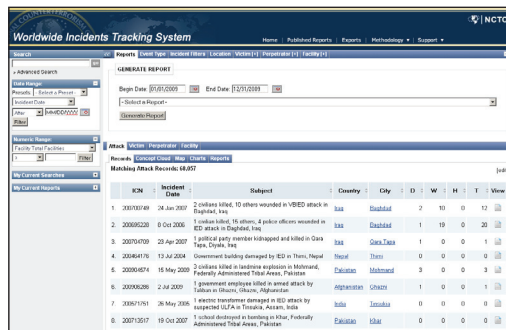 COUNTERTERRORISM
NCTC
Worldwide Incidents Tracking System
Home | Published Reports | Exports | Methodology | Support
Search
» Advanced Search
Date Range:
Presets - Select a Preset -
Incident Date
After MM/DD/YYYY
Filter
Numeric Range:
Facility Total Facilities
> Filter
My Current Searches
My Current Reports
Reports Event Type Incident Filters Location Victim [+] Perpetrator [+] Facility [+]
GENERATE REPORT
Begin Date: 01/01/2009 End Date: 12/31/2009
- Select a Report -
Generate Report
Attack Victim Perpetrator Facility
Records Concept Cloud Map Charts Reports
Matching Attack Records: 68,057
ICN Incident Date Subject Country City D W H T View
1. 200700749 24 Jan 2007 2 civilians killed, 10 others wounded in VBIED attack in Baghdad, Iraq Iraq Baghdad 2 10 0 12
2. 200695220 8 Oct 2006 1 civilian killed, 15 others, 4 police officers wounded in IED attack in Baghdad, Iraq Iraq Baghdad 1 19 0 20
3. 200704709 23 Apr 2007 1 political party member kidnapped and killed in Qara Tapa, Diyala, Iraq Iraq Qara Tapa 1 0 0 1
4. 200464176 13 Jul 2004 Government building damaged by IED in Thimi, Nepal Nepal Thimi 0 0 0 0
5. 200904574 15 May 2009 3 civilians killed in landmine explosion in Mohmand, Federally Administered Tribal Areas, Pakistan Pakistan Mohmand 3 0 0 3
6. 200906286 2 Jul 2009 1 government employee killed in armed attack by Taliban in Ghazni, Ghazni, Afghanistan Afghanistan Ghazni 1 0 0 1
7. 200571751 26 May 2005 1 electric transformer damaged in IED attack by suspected ULFA in Tinsukia, Assam, India India Tinsukia 0 0 0 0
8. 200713517 19 Oct 2007 1 school destroyed in bombing in Khar, Federally Administered Tribal Areas, Pakistan Pakistan Khar 0 0 0 0